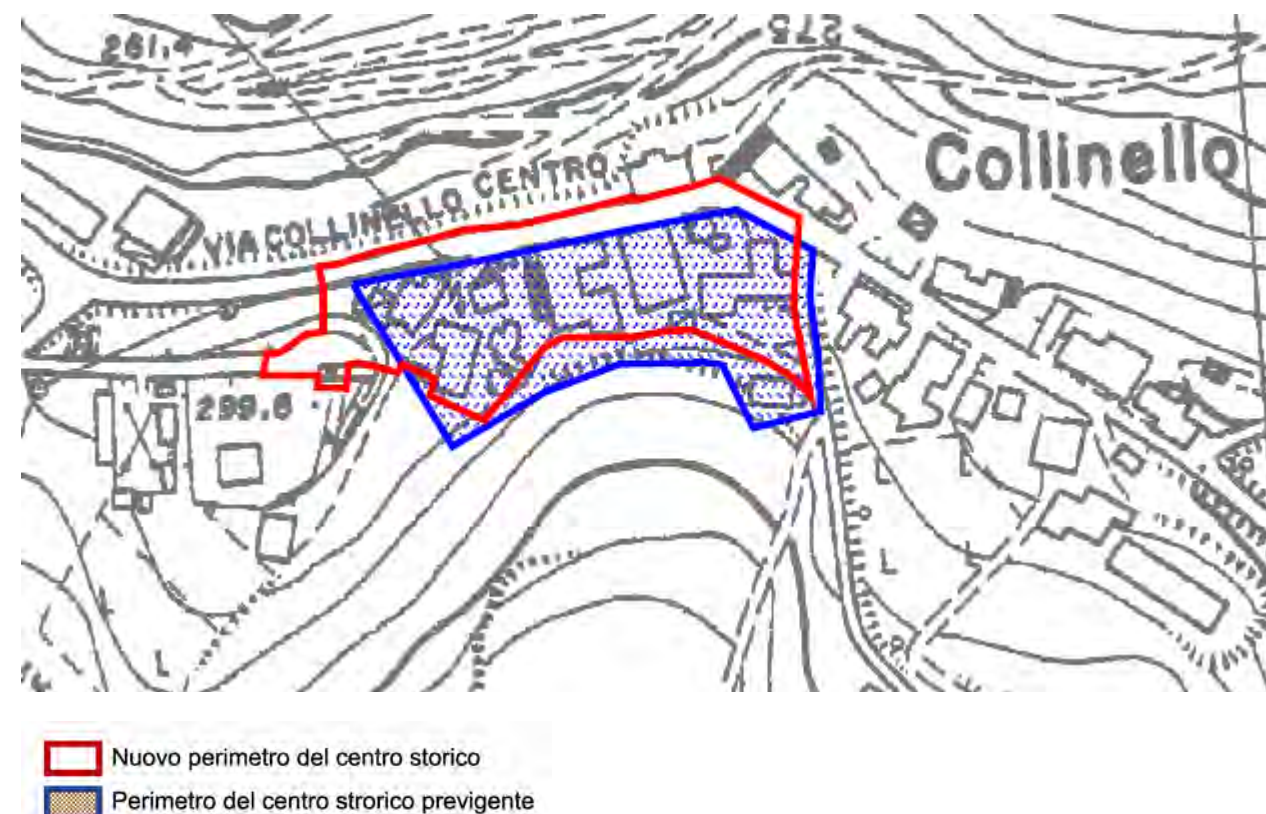 261.4
275
Collinello
VIA COLLINELLO CENTRO
299.6
Nuovo perimetro del centro storico
Perimetro del centro strorico previgente